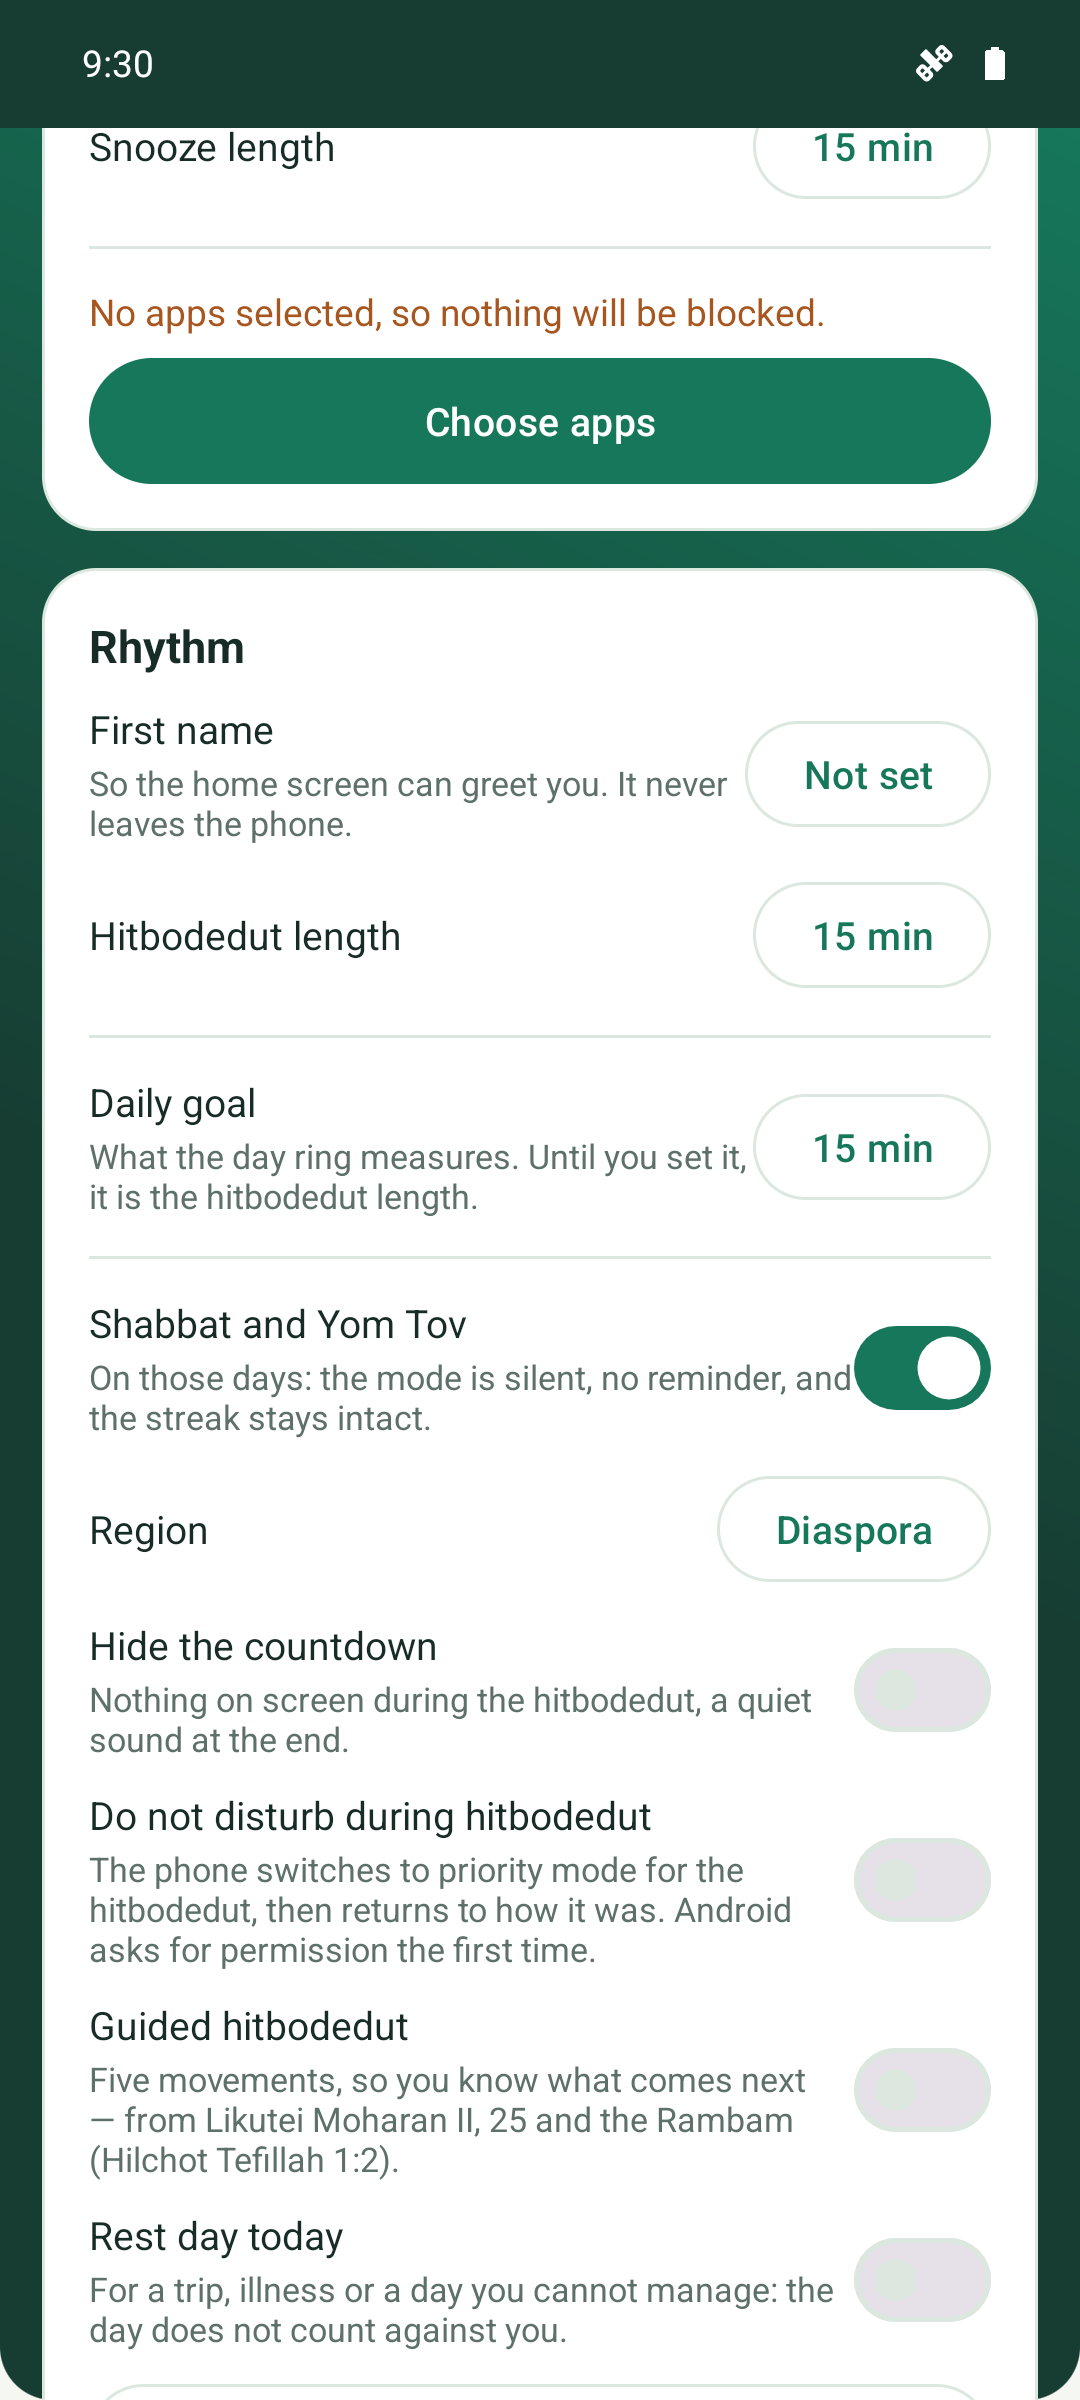 9:30
Snooze length
15 min
No apps selected, so nothing will be blocked.
Choose apps
Rhythm
First name
So the home screen can greet you. It never
leaves the phone.
Not set
Hitbodedut length
15 min
Daily goal
What the day ring measures. Until you set it,
it is the hitbodedut length.
15 min
Shabbat and Yom Tov
On those days: the mode is silent, no reminder, and
the streak stays intact.
Region
Diaspora
Hide the countdown
Nothing on screen during the hitbodedut, a quiet
sound at the end.
Do not disturb during hitbodedut
The phone switches to priority mode for the
hitbodedut, then returns to how it was. Android
asks for permission the first time.
Guided hitbodedut
Five movements, so you know what comes next
— from Likutei Moharan II, 25 and the Rambam
(Hilchot Tefillah 1:2).
Rest day today
For a trip, illness or a day you cannot manage: the
day does not count against you.